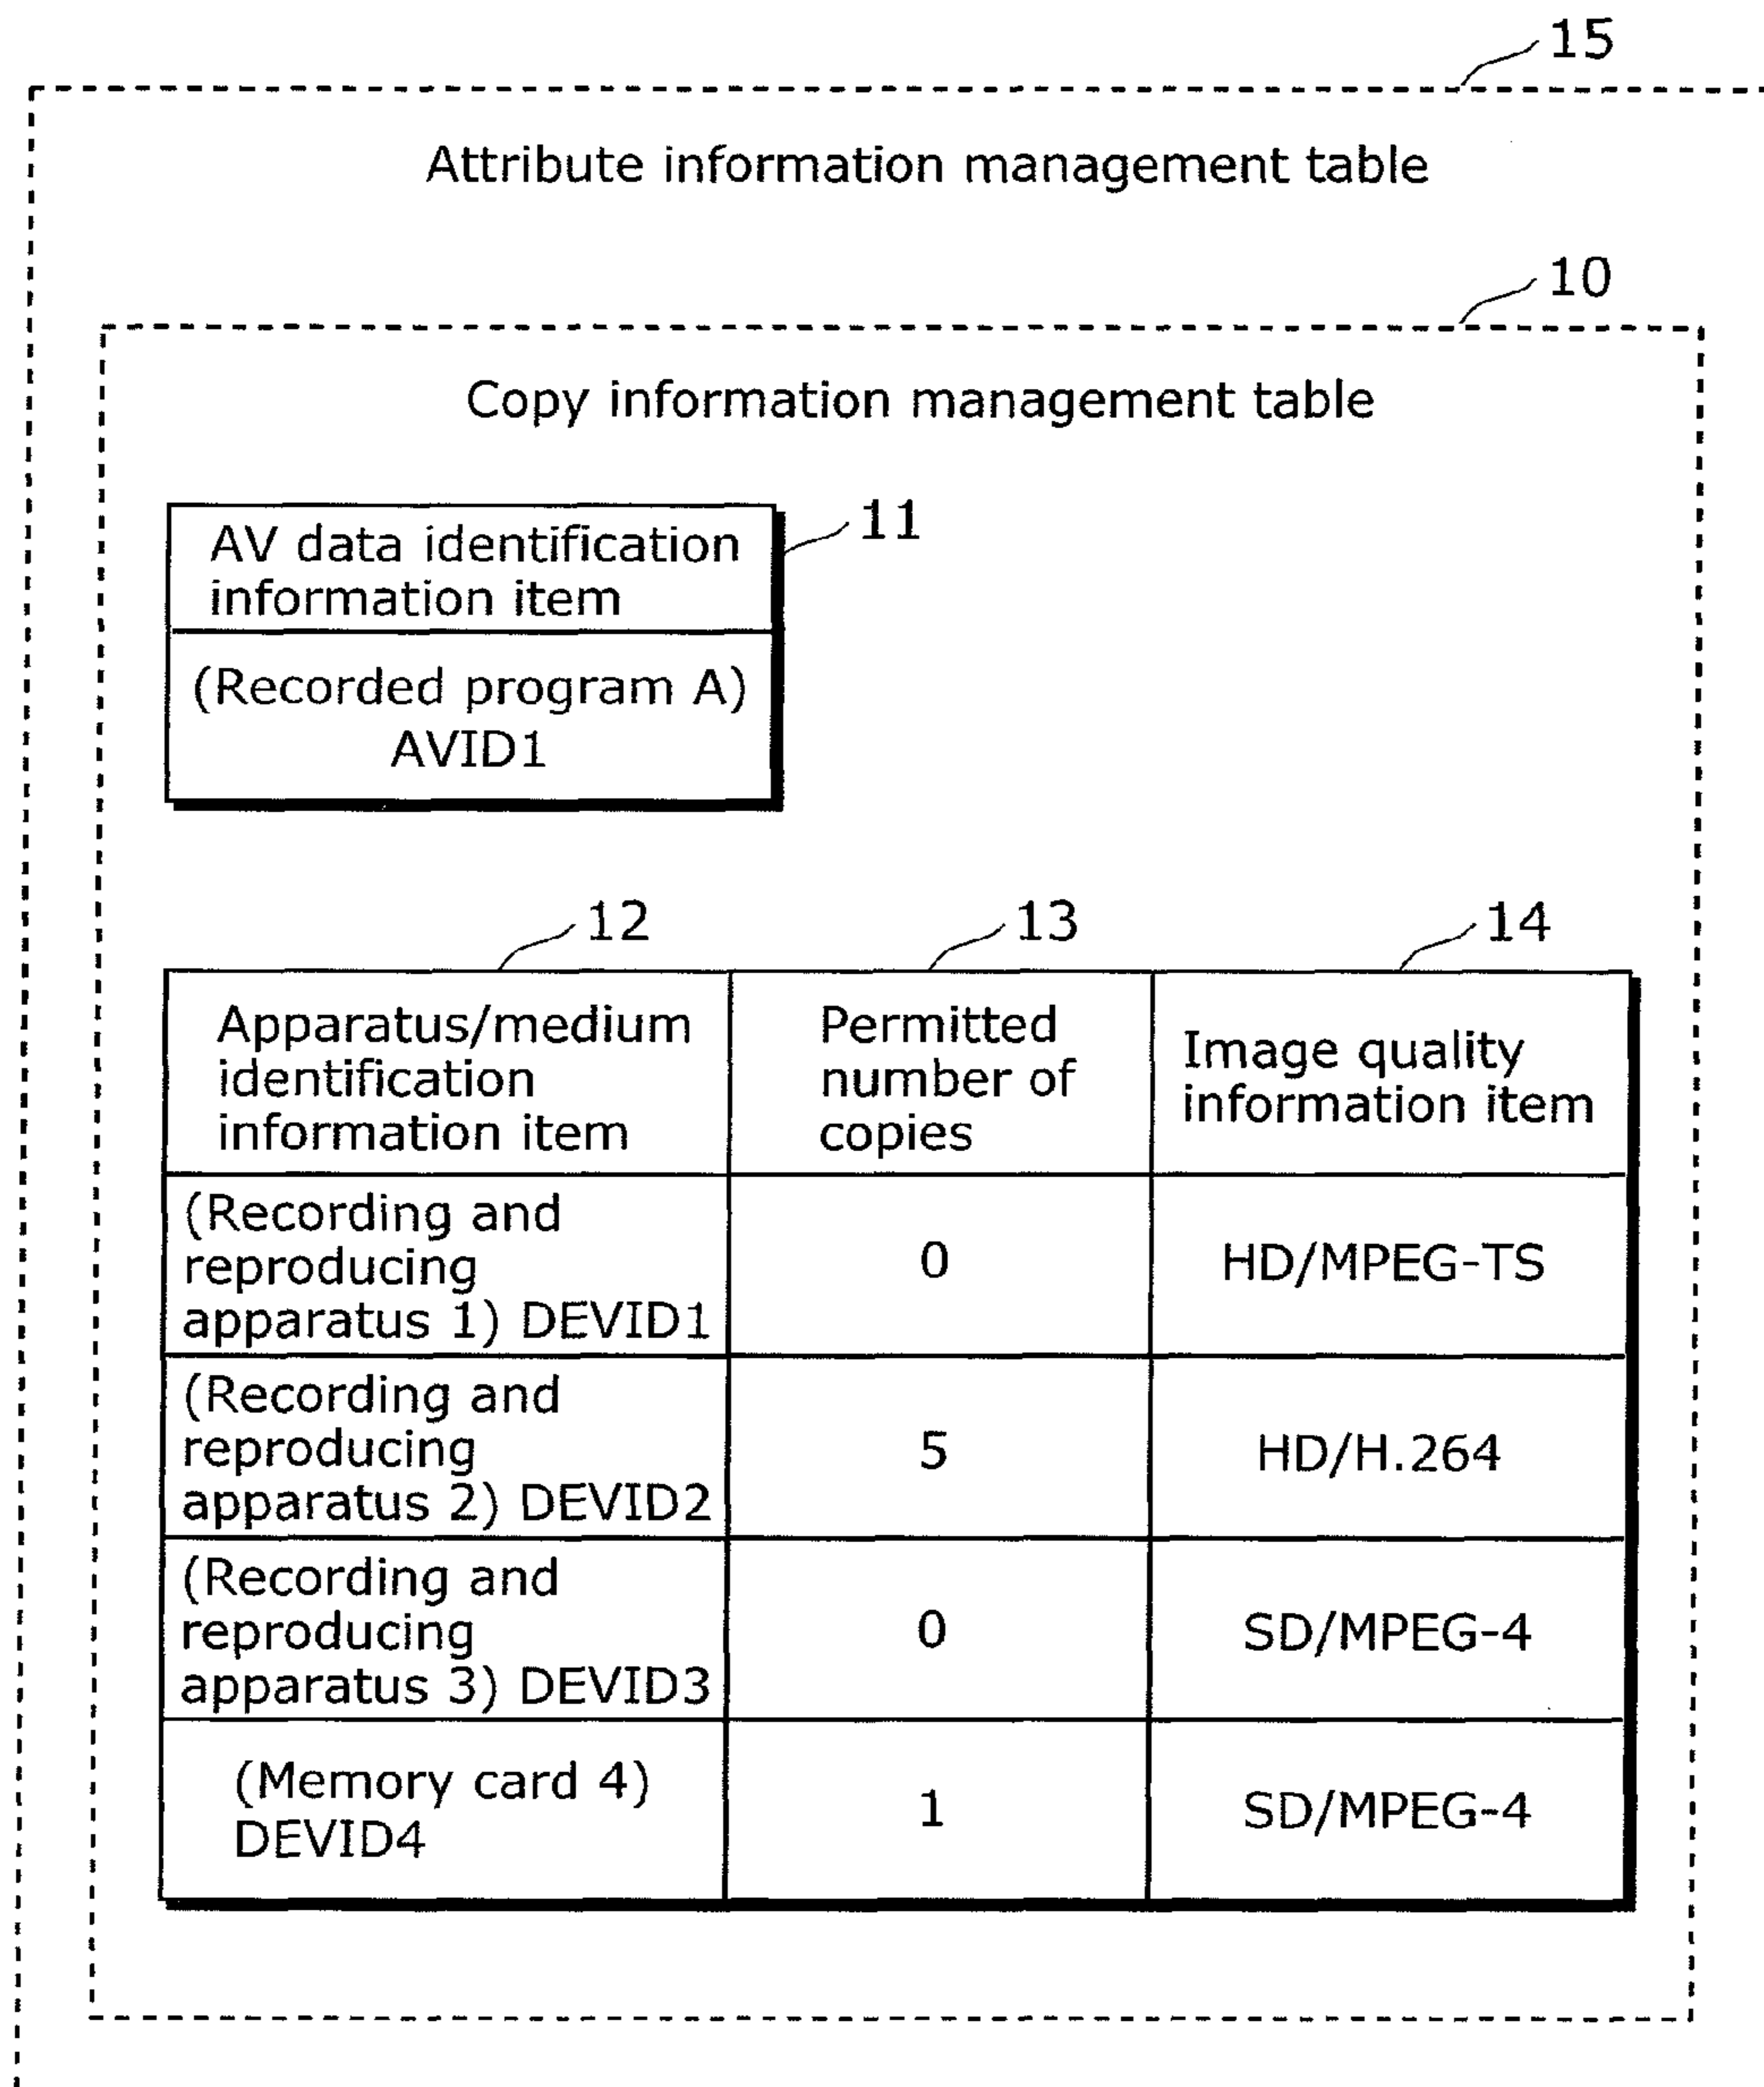 15
Attribute information management table
10
Copy information management table
11
AV data identification
information item
(Recorded program A)
AVID1
12
13
14
Apparatus/medium
identification
information item
Permitted
number of
copies
Image quality
information item
(Recording and
reproducing
apparatus 1) DEVID1
0
HD/MPEG-TS
(Recording and
reproducing
apparatus 2) DEVID2
5
HD/H.264
(Recording and
reproducing
apparatus 3) DEVID3
0
SD/MPEG-4
(Memory card 4)
DEVID4
1
SD/MPEG-4